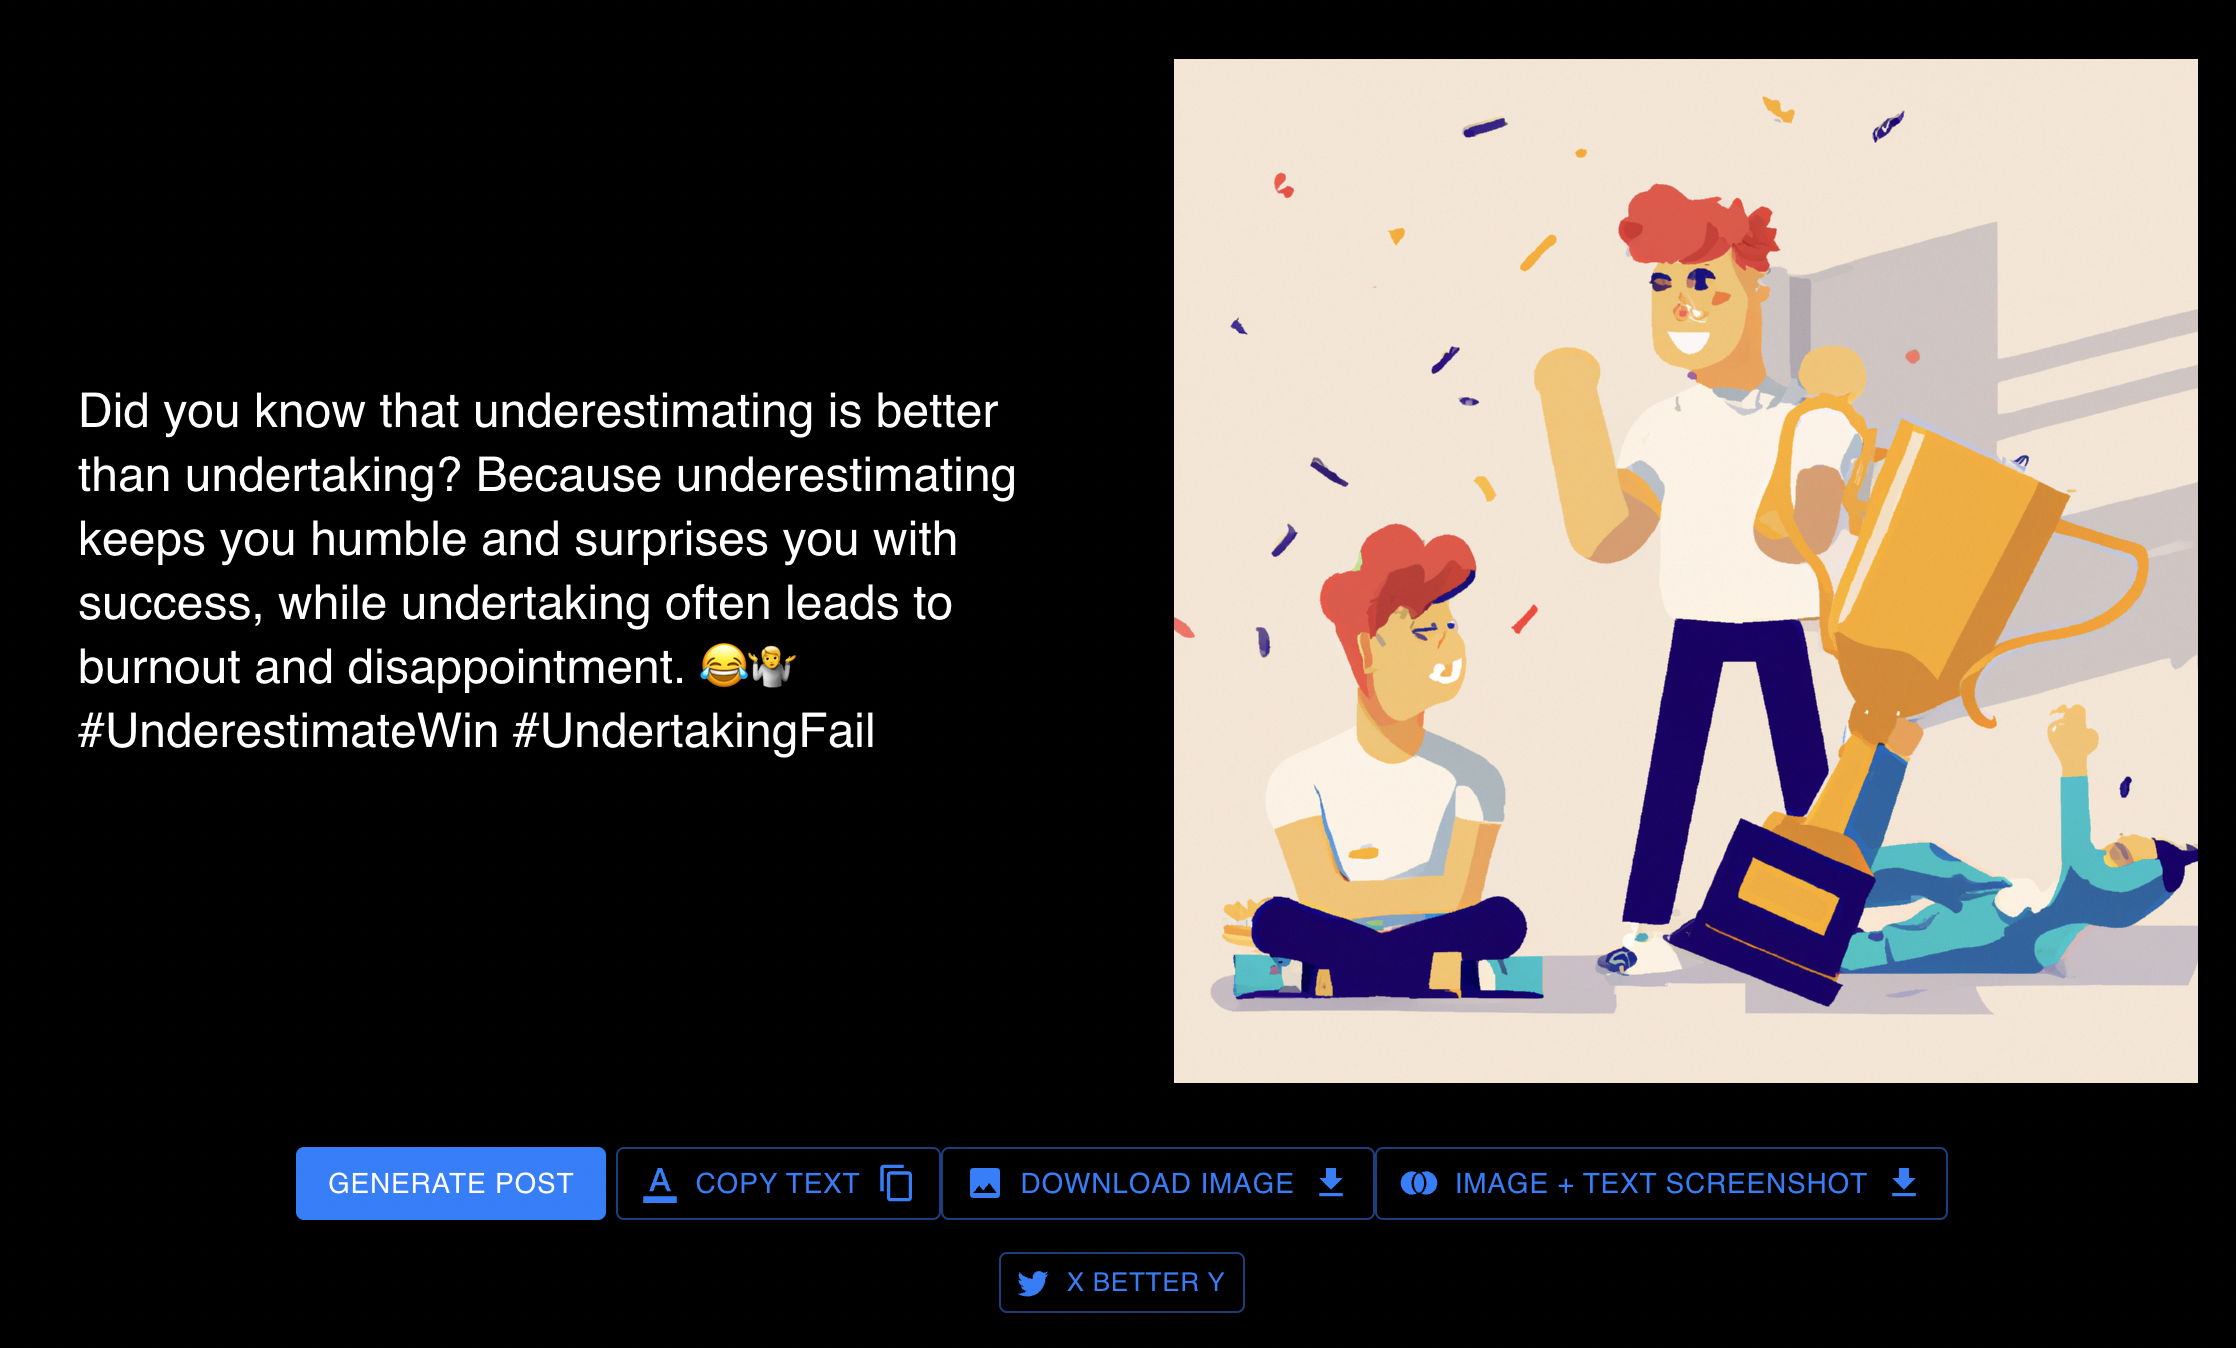 Did you know that underestimating is better
than undertaking? Because underestimating
keeps you humble and surprises you with
success, while undertaking often leads to
burnout and disappointment. 😂🤷
#UnderestimateWin #UndertakingFail
GENERATE POST
COPY TEXT
DOWNLOAD IMAGE
IMAGE + TEXT SCREENSHOT
X BETTER Y